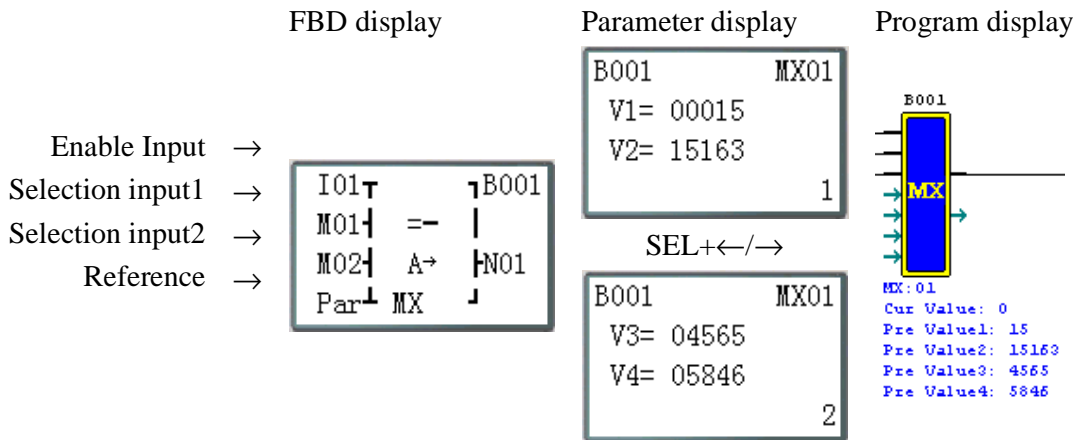 FBD display
Parameter display
Program display
Enable Input →
Selection input1 →
Selection input2 →
Reference →
I01 B001
M01 =-
M02 A→ N01
Par MX
B001 MX01
V1= 00015
V2= 15163
1
SEL+←/→
B001 MX01
V3= 04565
V4= 05846
2
B001
MX
MX:01
Cur Value: 0
Pre Value1: 15
Pre Value2: 15163
Pre Value3: 4565
Pre Value4: 5846